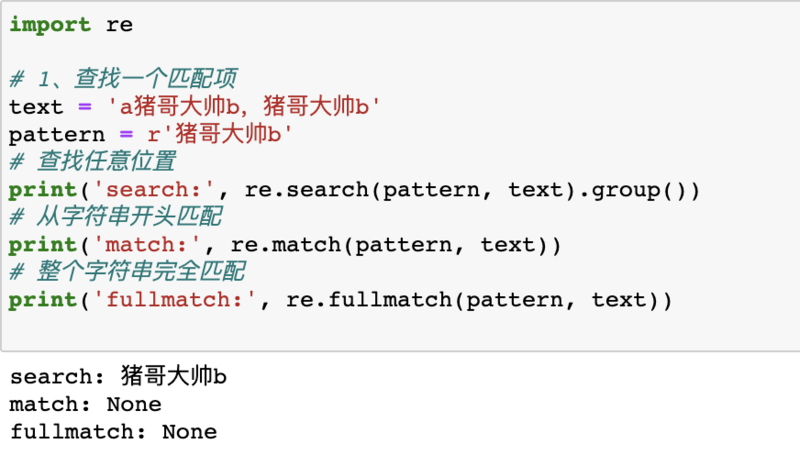 import re
# 1、查找一个匹配项
text = 'a猪哥大帅b，猪哥大帅b'
pattern = r'猪哥大帅b'
# 查找任意位置
print('search:', re.search(pattern, text).group())
# 从字符串开头匹配
print('match:', re.match(pattern, text))
# 整个字符串完全匹配
print('fullmatch:', re.fullmatch(pattern, text))
search: 猪哥大帅b
match: None
fullmatch: None